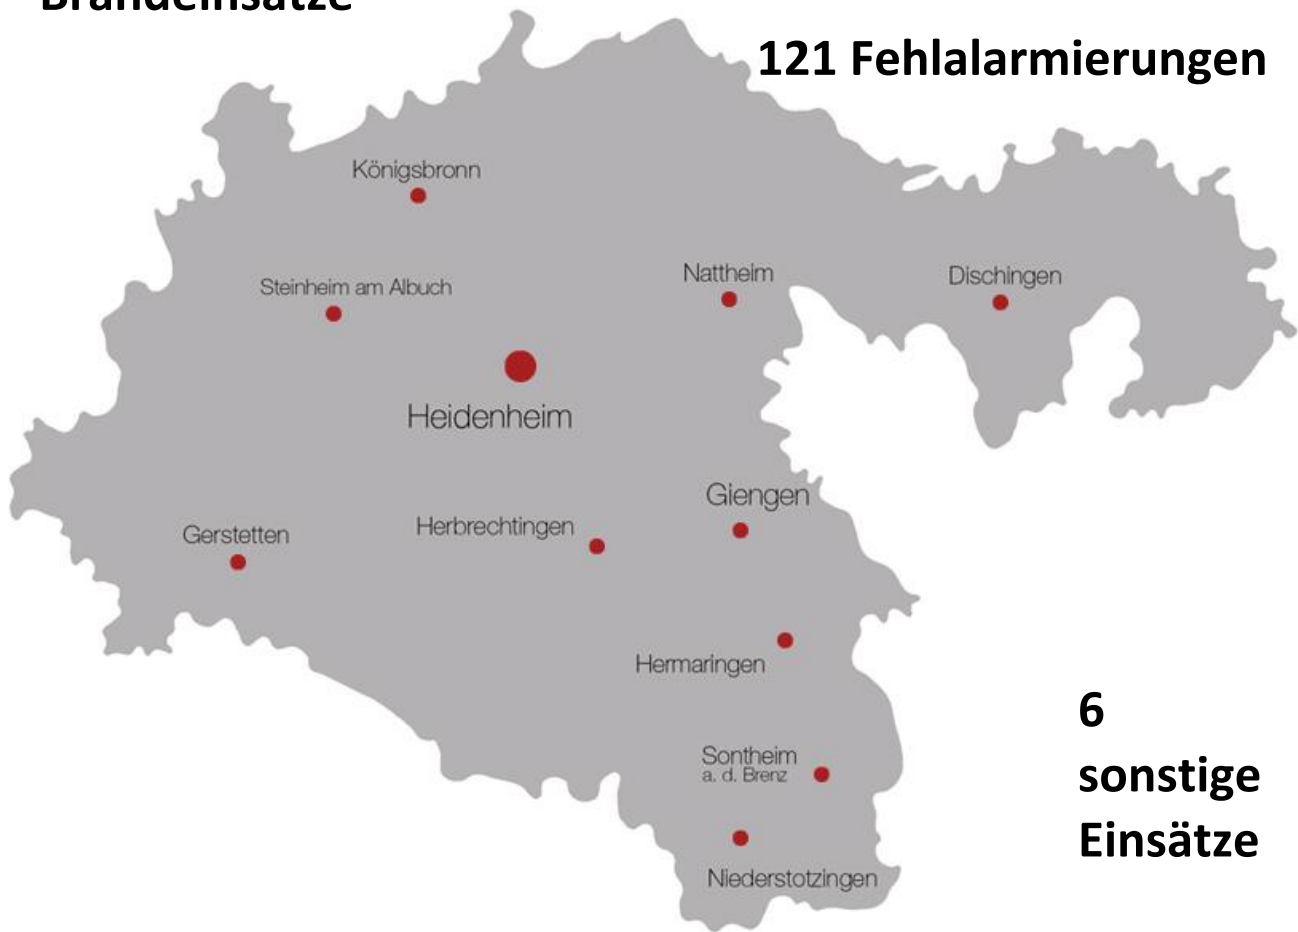 Brandeinsätze
121 Fehlalarmierungen
Königsbronn
Nattheim
Dischingen
Steinheim am Albuch
Heidenheim
Giengen
Herbrechtingen
Gerstetten
Hermaringen
6
sonstige
Einsätze
Sontheim
a. d. Brenz
Niederstotzingen